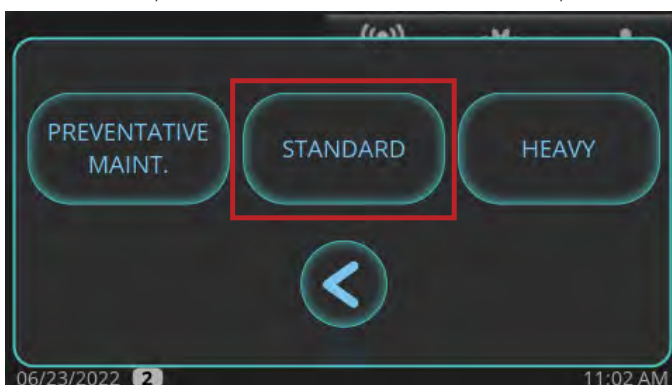 PREVENTATIVE
MAINT.
STANDARD
HEAVY
06/23/2022 2
11:02 AM